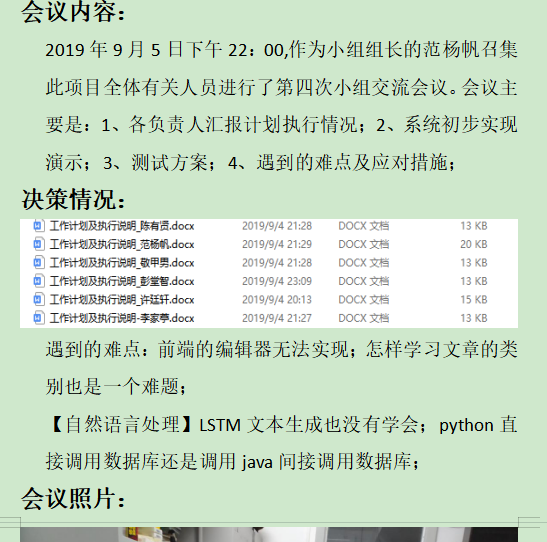 会议内容：
2019 年 9 月 5 日下午 22：00,作为小组组长的范杨帆召集
此项目全体有关人员进行了第四次小组交流会议。会议主
要是：1、各负责人汇报计划执行情况；2、系统初步实现
演示；3、测试方案；4、遇到的难点及应对措施；
决策情况：
工作计划及执行说明_陈有贤.docx 2019/9/4 21:28 DOCX 文档 13 KB
工作计划及执行说明_范杨帆.docx 2019/9/4 21:29 DOCX 文档 20 KB
工作计划及执行说明_敬甲男.docx 2019/9/4 21:28 DOCX 文档 13 KB
工作计划及执行说明_彭堂智.docx 2019/9/4 23:09 DOCX 文档 13 KB
工作计划及执行说明_许廷轩.docx 2019/9/4 20:13 DOCX 文档 15 KB
工作计划及执行说明-李家葶.docx 2019/9/4 21:27 DOCX 文档 13 KB
遇到的难点：前端的编辑器无法实现；怎样学习文章的类
别也是一个难题；
【自然语言处理】LSTM 文本生成也没有学会；python 直
接调用数据库还是调用 java 间接调用数据库；
会议照片：